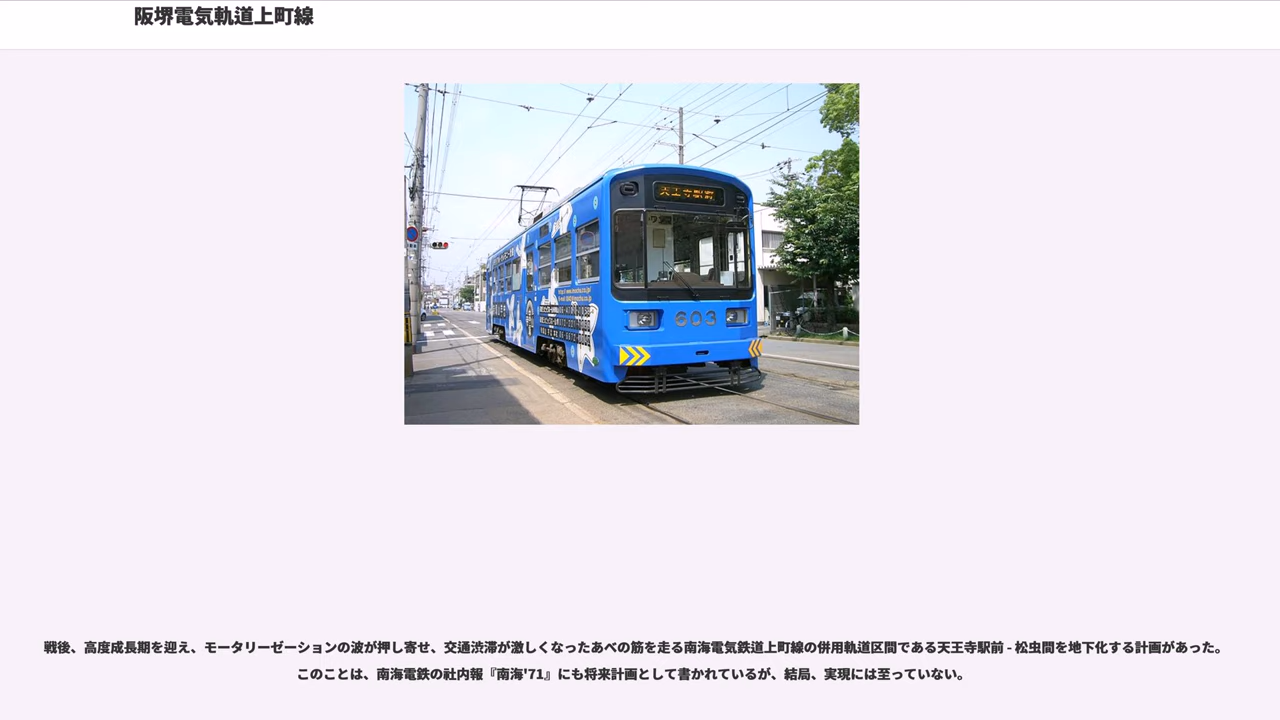 阪堺電気軌道上町線
天王寺駅前
603
戦後、高度成長期を迎え、モータリーゼーションの波が押し寄せ、交通渋滞が激しくなったあべの筋を走る南海電気鉄道上町線の併用軌道区間である天王寺駅前 - 松虫間を地下化する計画があった。
このことは、南海電鉄の社内報『南海'71』にも将来計画として書かれているが、結局、実現には至っていない。